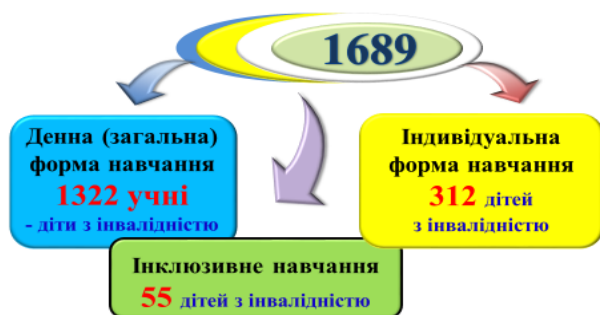 1689
Денна (загальна)
форма навчання
1322 учні
- діти з інвалідністю
Індивідуальна
форма навчання
312 дітей
з інвалідністю
Інклюзивне навчання
55 дітей з інвалідністю